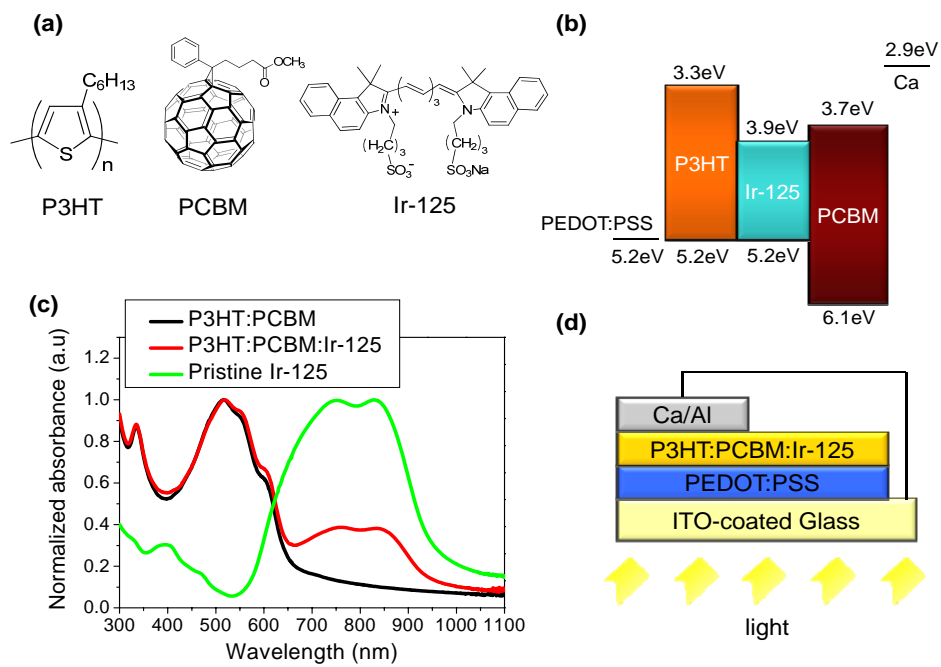 (a)
C₆H₁₃
S
n
P3HT
O
OCH₃
PCBM
3
N
+
N
(H₂C)
3
(CH₂)
3
SO₃⁻
SO₃Na
Ir-125
(b)
2.9eV
Ca
3.3eV
3.9eV
3.7eV
P3HT
Ir-125
PCBM
PEDOT:PSS
5.2eV
5.2eV
5.2eV
6.1eV
(c)
P3HT:PCBM
P3HT:PCBM:Ir-125
Pristine Ir-125
Normalized absorbance (a.u)
1.2
1.0
0.8
0.6
0.4
0.2
0.0
300 400 500 600 700 800 900 1000 1100
Wavelength (nm)
(d)
Ca/Al
P3HT:PCBM:Ir-125
PEDOT:PSS
ITO-coated Glass
light